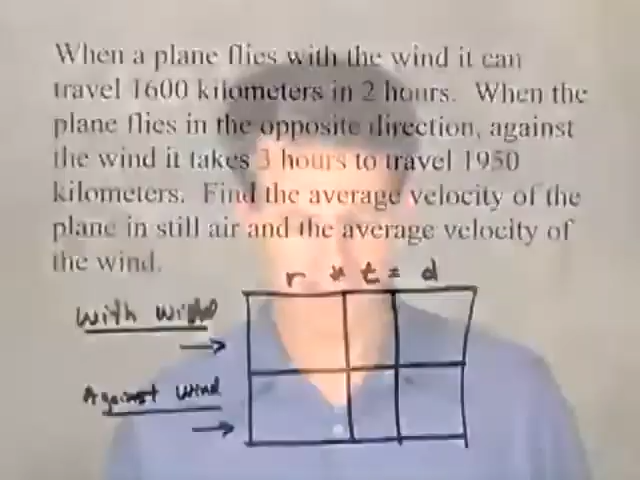 When a plane flies with the wind it can
travel 1600 kilometers in 2 hours. When the
plane flies in the opposite direction, against
the wind it takes 3 hours to travel 1950
kilometers. Find the average velocity of the
plane in still air and the average velocity of
the wind.
r * t = d
With wind
Against wind